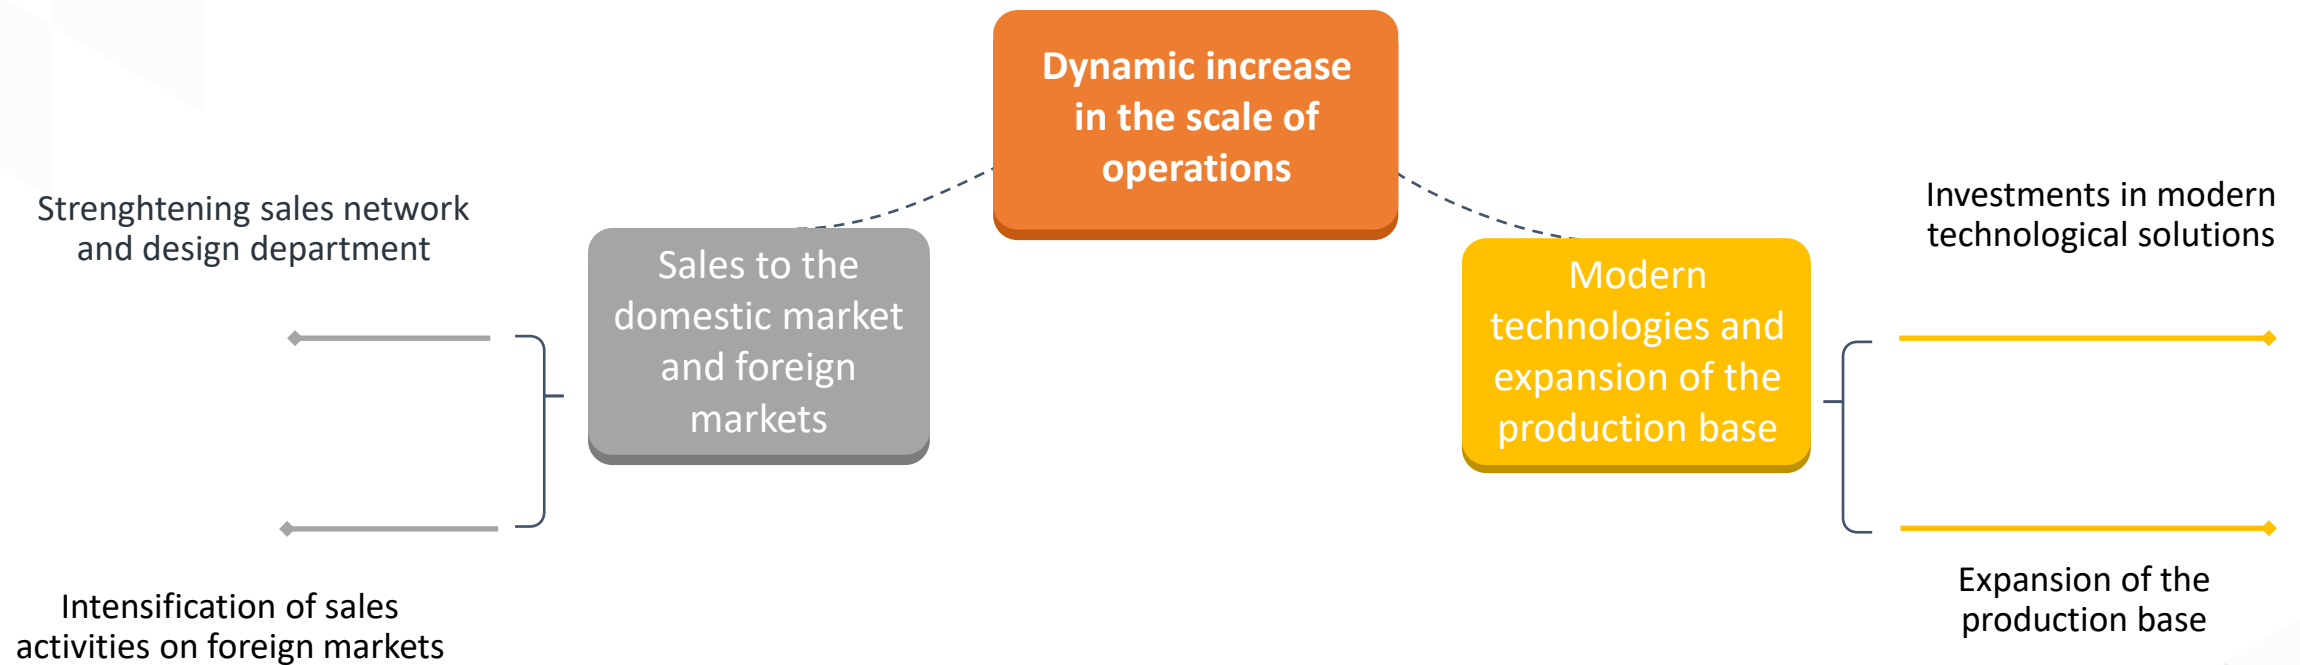 Dynamic increase
in the scale of
operations
Strenghtening sales network
and design department
Sales to the
domestic market
and foreign
markets
Intensification of sales
activities on foreign markets
Modern
technologies and
expansion of the
production base
Investments in modern
technological solutions
Expansion of the
production base